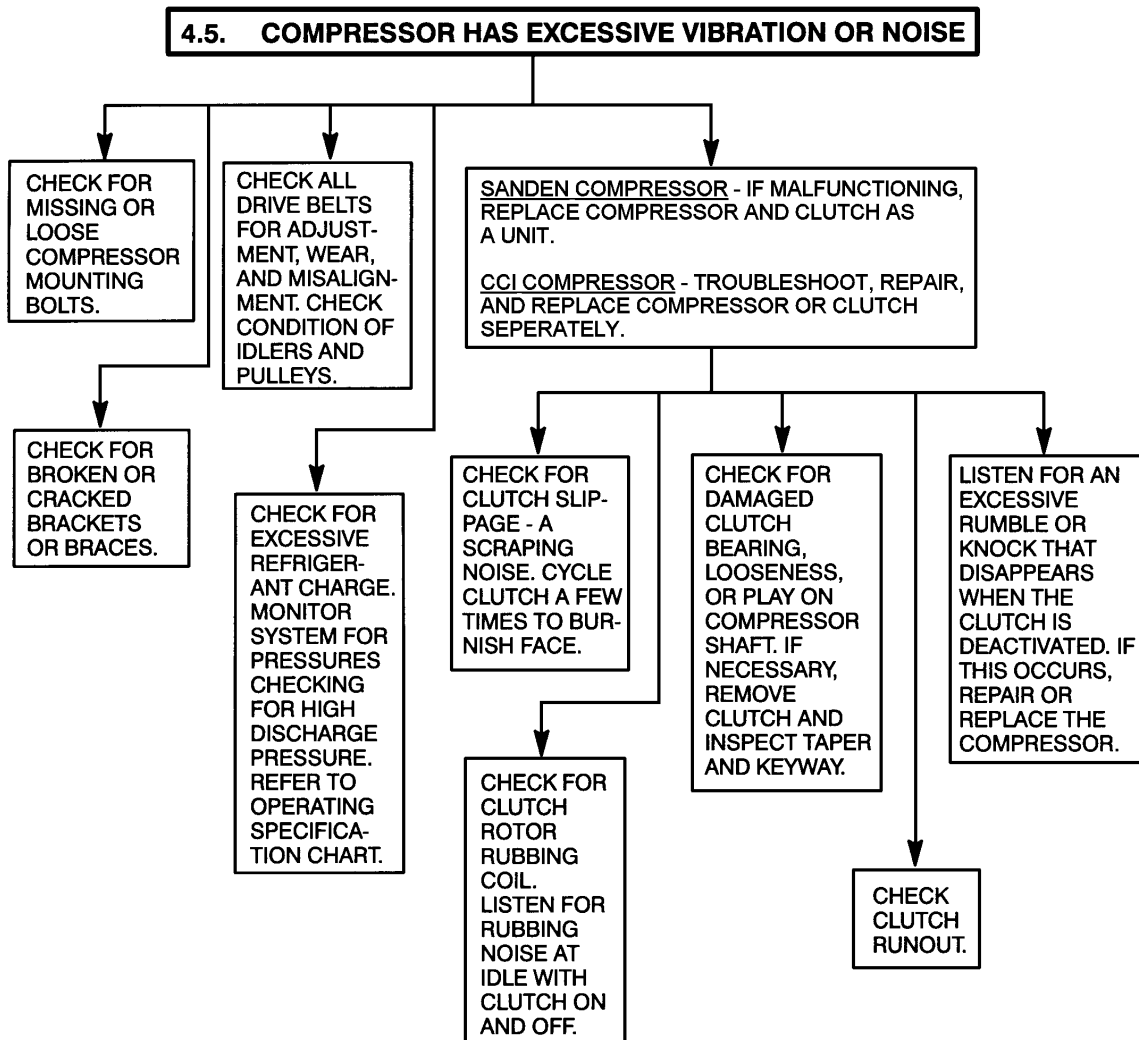 4.5. COMPRESSOR HAS EXCESSIVE VIBRATION OR NOISE
CHECK FOR
MISSING OR
LOOSE
COMPRESSOR
MOUNTING
BOLTS.
CHECK ALL
DRIVE BELTS
FOR ADJUST-
MENT, WEAR,
AND MISALIGN-
MENT. CHECK
CONDITION OF
IDLERS AND
PULLEYS.
SANDEN COMPRESSOR - IF MALFUNCTIONING,
REPLACE COMPRESSOR AND CLUTCH AS
A UNIT.
CCI COMPRESSOR - TROUBLESHOOT, REPAIR,
AND REPLACE COMPRESSOR OR CLUTCH
SEPERATELY.
CHECK FOR
BROKEN OR
CRACKED
BRACKETS
OR BRACES.
CHECK FOR
EXCESSIVE
REFRIGER-
ANT CHARGE.
MONITOR
SYSTEM FOR
PRESSURES
CHECKING
FOR HIGH
DISCHARGE
PRESSURE.
REFER TO
OPERATING
SPECIFICA-
TION CHART.
CHECK FOR
CLUTCH SLIP-
PAGE - A
SCRAPING
NOISE. CYCLE
CLUTCH A FEW
TIMES TO BUR-
NISH FACE.
CHECK FOR
DAMAGED
CLUTCH
BEARING,
LOOSENESS,
OR PLAY ON
COMPRESSOR
SHAFT. IF
NECESSARY,
REMOVE
CLUTCH AND
INSPECT TAPER
AND KEYWAY.
LISTEN FOR AN
EXCESSIVE
RUMBLE OR
KNOCK THAT
DISAPPEARS
WHEN THE
CLUTCH IS
DEACTIVATED. IF
THIS OCCURS,
REPAIR OR
REPLACE THE
COMPRESSOR.
CHECK FOR
CLUTCH
ROTOR
RUBBING
COIL.
LISTEN FOR
RUBBING
NOISE AT
IDLE WITH
CLUTCH ON
AND OFF.
CHECK
CLUTCH
RUNOUT.